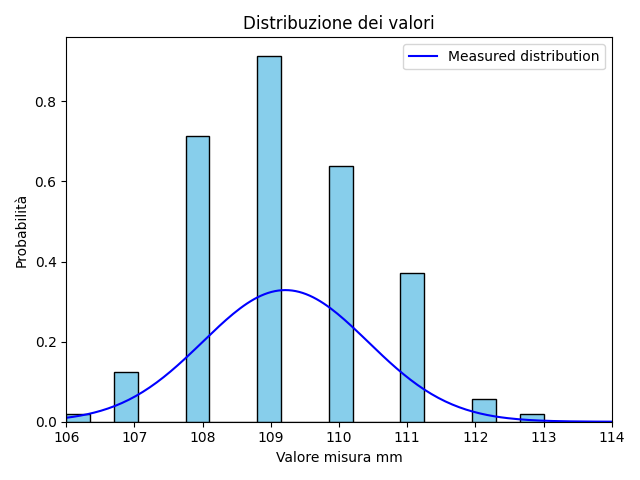 Distribuzione dei valori
Measured distribution
Probabilità
0.8
0.6
0.4
0.2
0.0
106 107 108 109 110 111 112 113 114
Valore misura mm